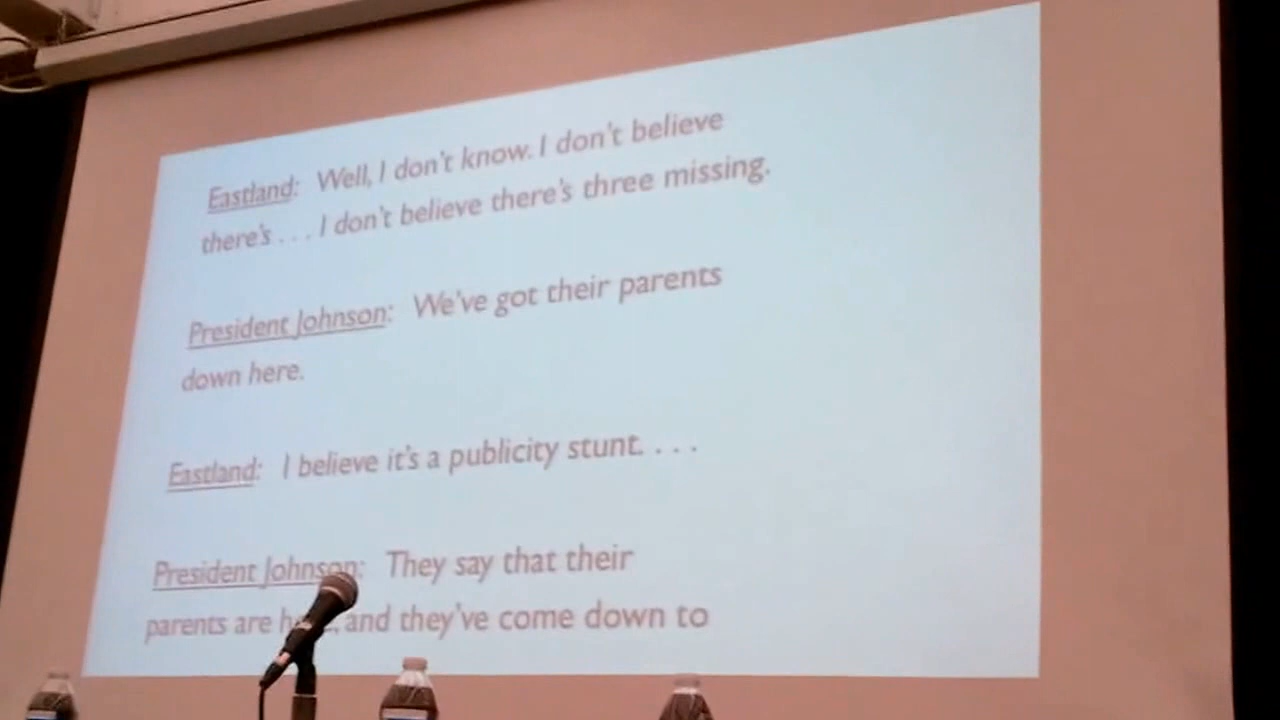 Eastland: Well, I don't know. I don't believe
there's . . . I don't believe there's three missing.
President Johnson: We've got their parents
down here.
Eastland: I believe it's a publicity stunt. . . .
President Johnson: They say that their
parents are and they've come down to